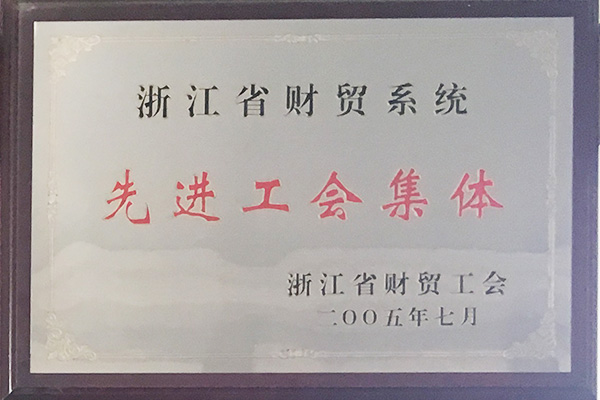 浙江省财贸系统
先进工会集体
浙江省财贸工会
二〇〇五年七月